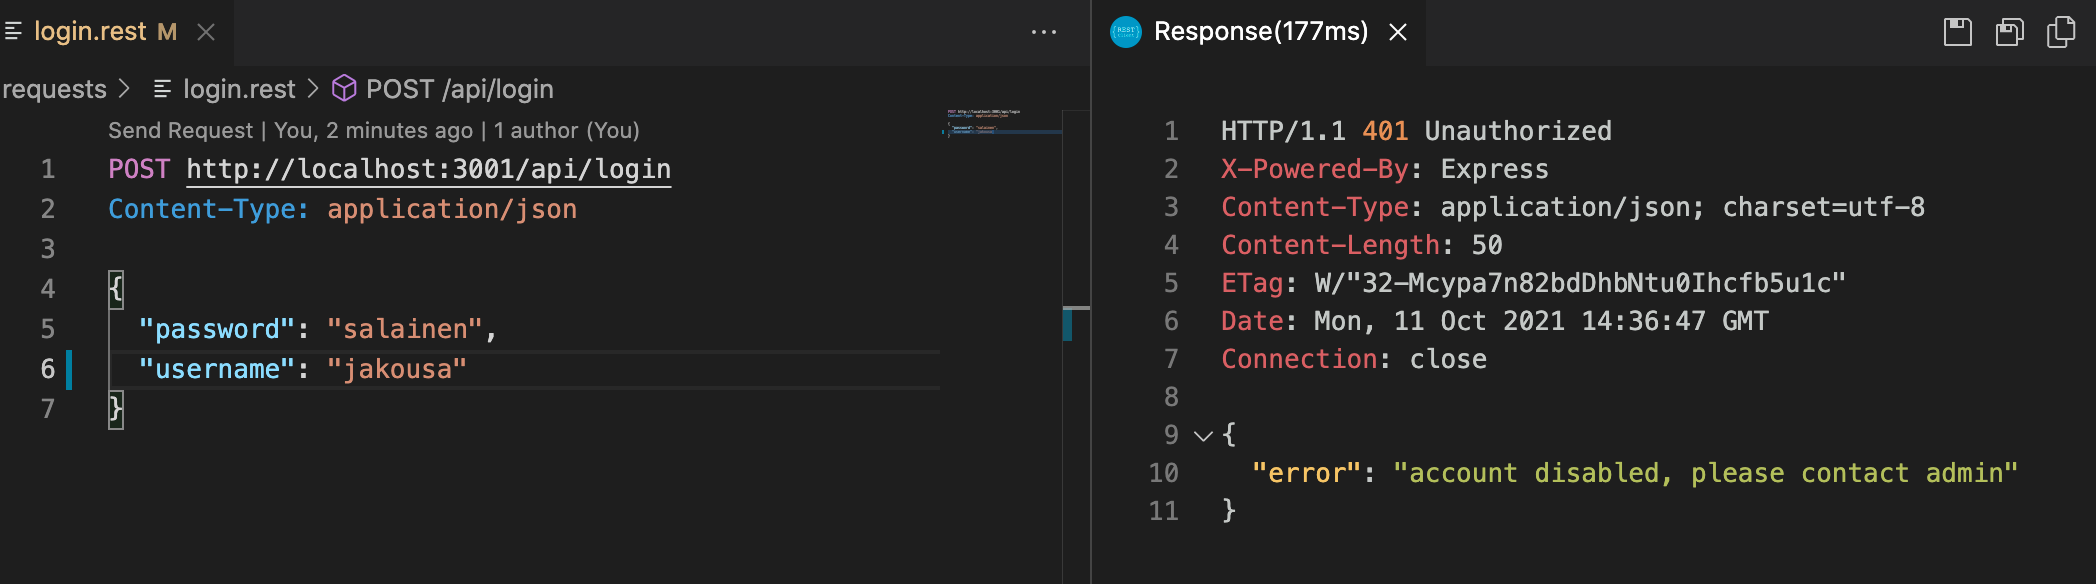 login.rest M
requests > login.rest > POST /api/login
Send Request | You, 2 minutes ago | 1 author (You)
1 POST http://localhost:3001/api/login
2 Content-Type: application/json
3
4 {
5 "password": "salainen",
6 "username": "jakousa"
7 }
Response(177ms)
1 HTTP/1.1 401 Unauthorized
2 X-Powered-By: Express
3 Content-Type: application/json; charset=utf-8
4 Content-Length: 50
5 ETag: W/"32-Mcypa7n82bdDhbNtu0Ihcfb5u1c"
6 Date: Mon, 11 Oct 2021 14:36:47 GMT
7 Connection: close
8
9 {
10 "error": "account disabled, please contact admin"
11 }